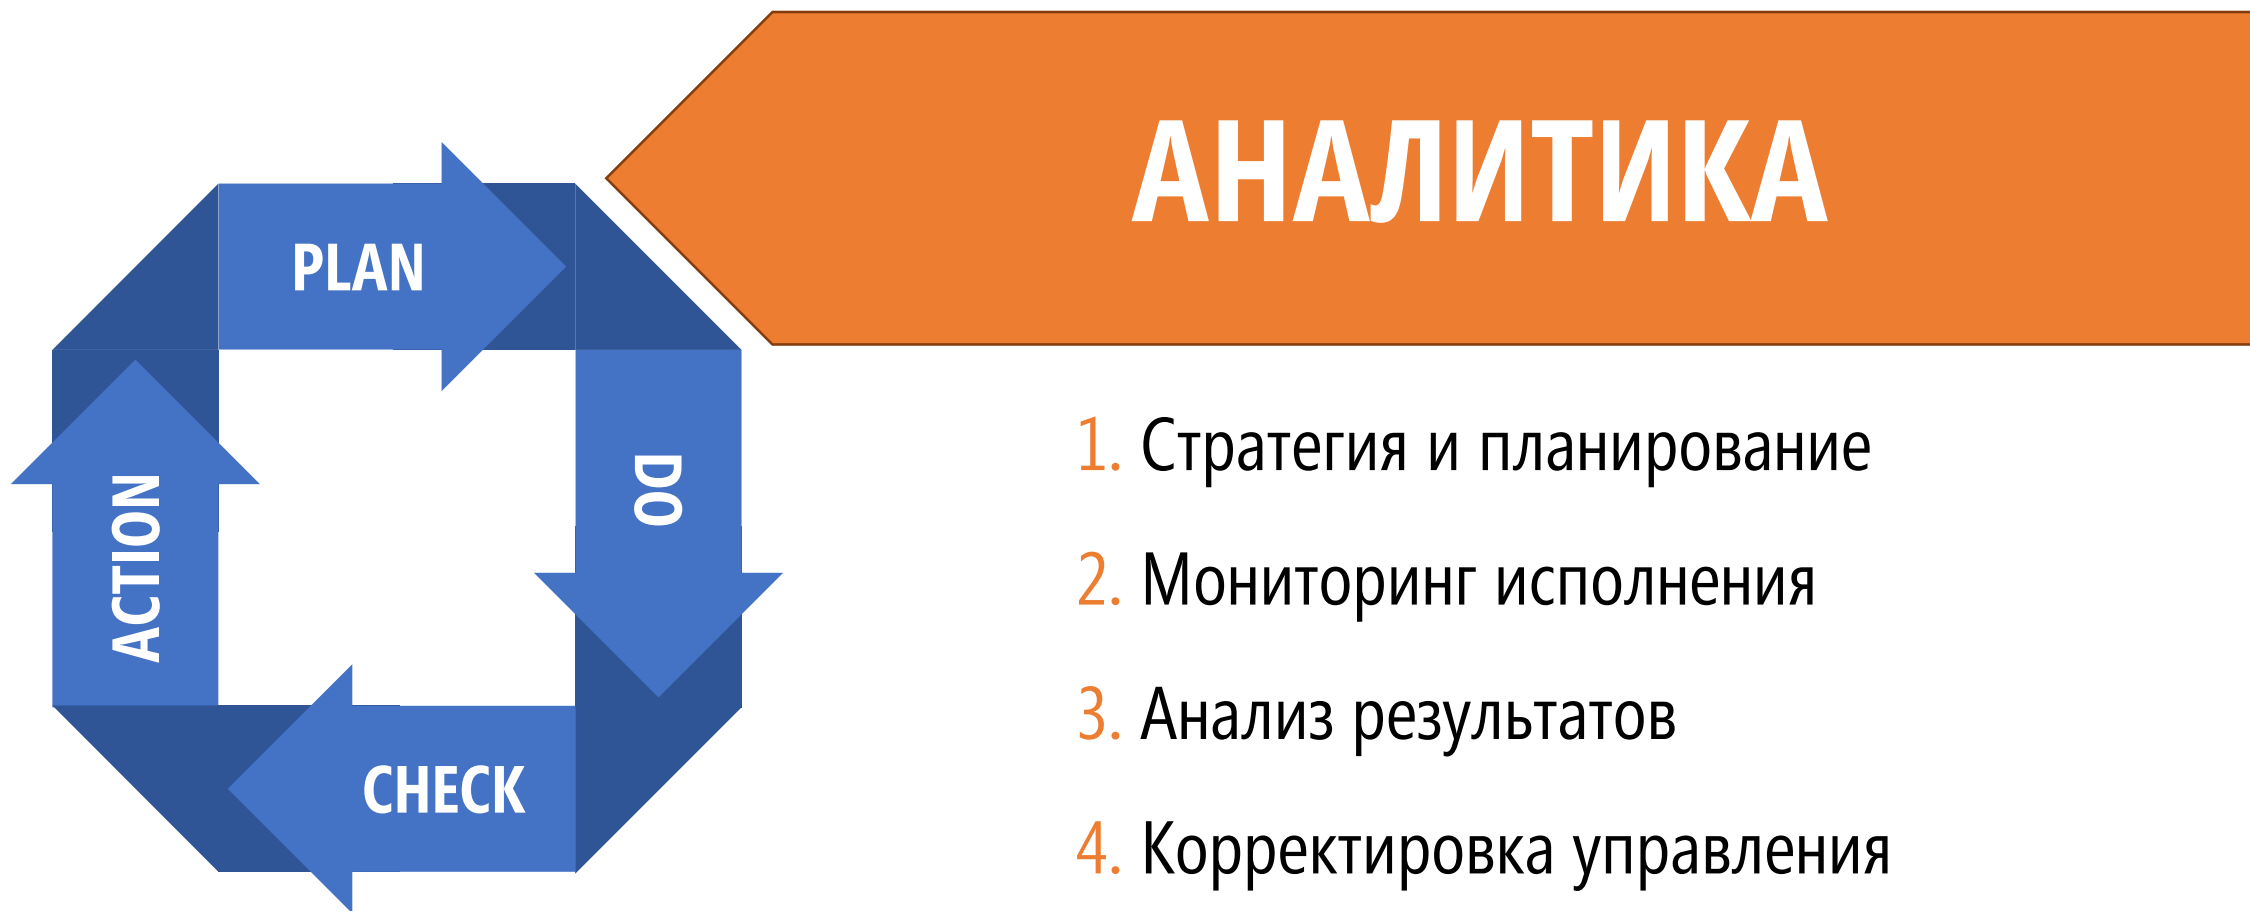 АНАЛИТИКА
PLAN
DO
CHECK
ACTION
1. Стратегия и планирование
2. Мониторинг исполнения
3. Анализ результатов
4. Корректировка управления